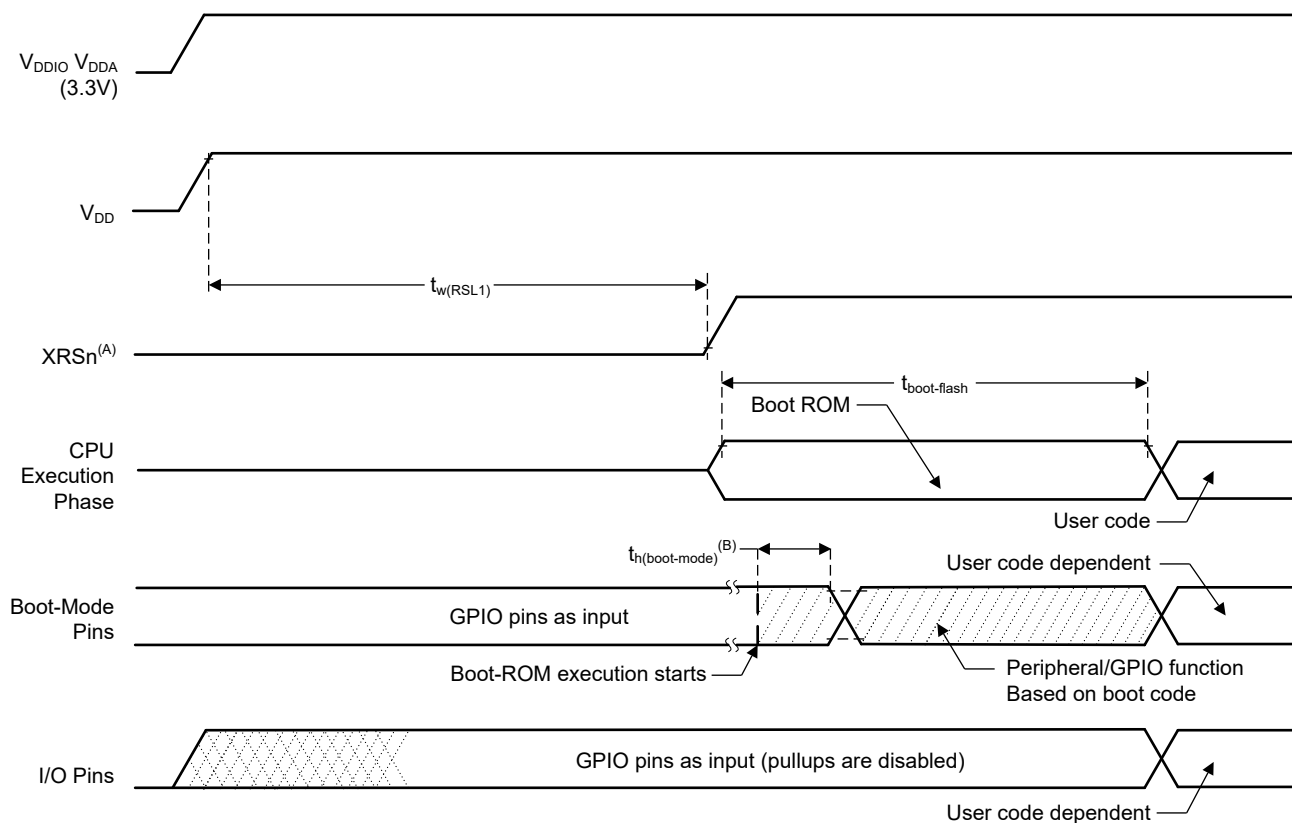 VDDIO VDDA
(3.3V)
VDD
tw(RSL1)
XRSn(A)
tboot-flash
Boot ROM
CPU
Execution
Phase
User code
th(boot-mode)(B)
User code dependent
Boot-Mode
Pins
GPIO pins as input
Boot-ROM execution starts
Peripheral/GPIO function
Based on boot code
I/O Pins
GPIO pins as input (pullups are disabled)
User code dependent